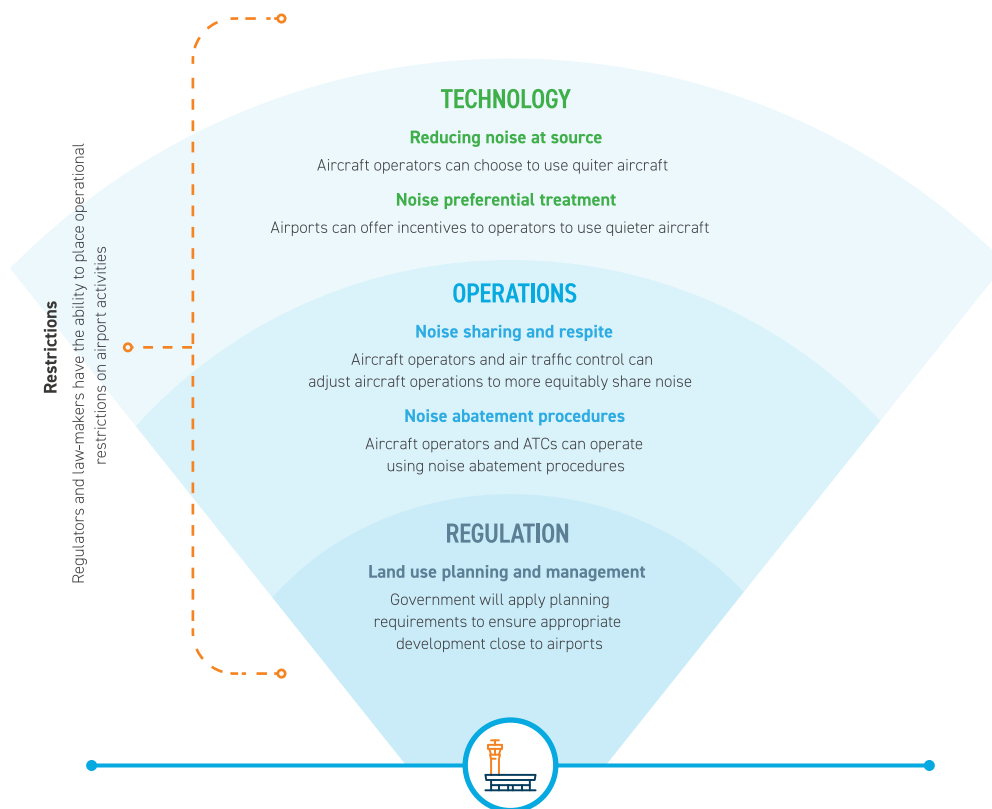 TECHNOLOGY
Reducing noise at source
Aircraft operators can choose to use quiter aircraft
Noise preferential treatment
Airports can offer incentives to operators to use quieter aircraft
OPERATIONS
Noise sharing and respite
Aircraft operators and air traffic control can
adjust aircraft operations to more equitably share noise
Noise abatement procedures
Aircraft operators and ATCs can operate
using noise abatement procedures
REGULATION
Land use planning and management
Government will apply planning
requirements to ensure appropriate
development close to airports
Restrictions
Regulators and law-makers have the ability to place operational
restrictions on airport activities